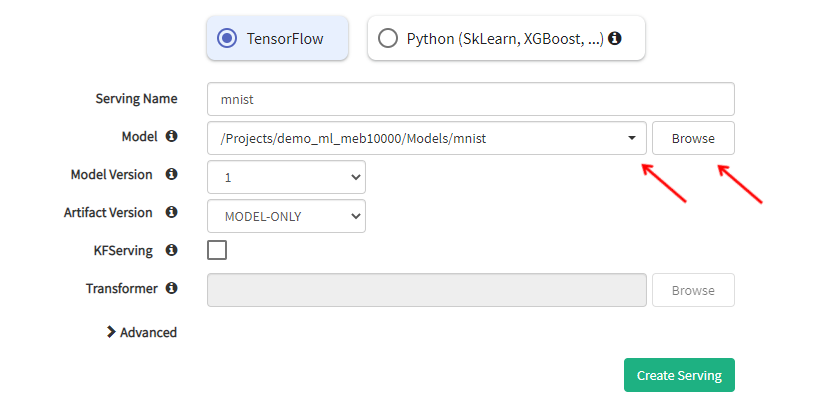 TensorFlow Python (SkLearn, XGBoost, ...)
Serving Name mnist
Model /Projects/demo_ml_meb10000/Models/mnist Browse
Model Version 1
Artifact Version MODEL-ONLY
KFServing
Transformer Browse
Advanced
Create Serving